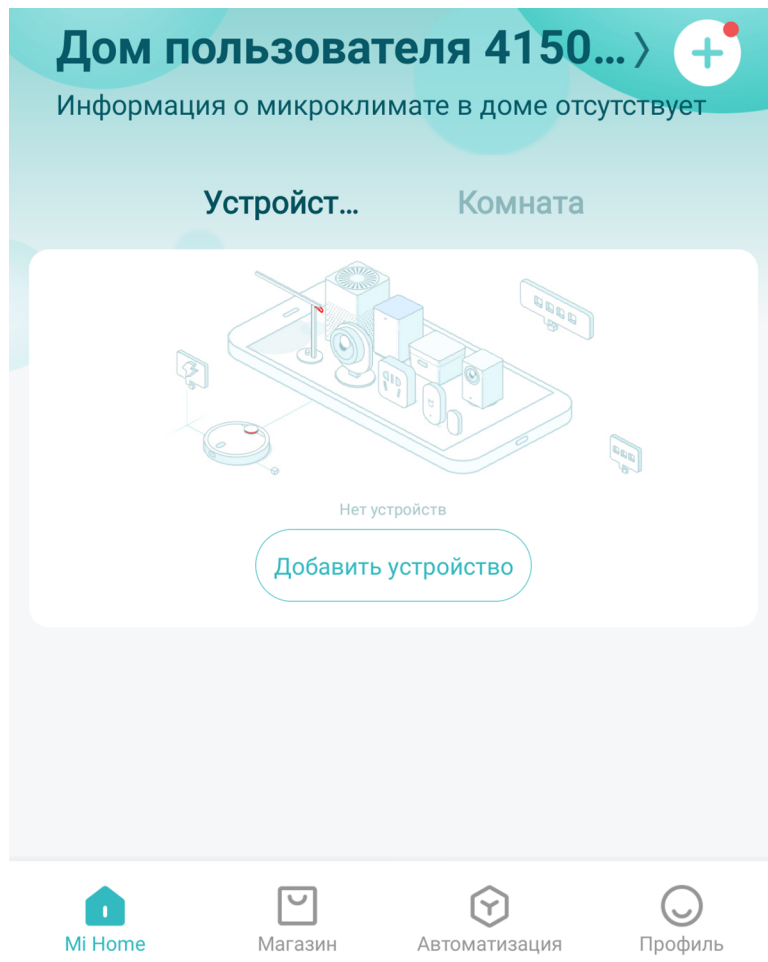 Дом пользователя 4150...
Информация о микроклимате в доме отсутствует
Устройст...
Комната
Нет устройств
Добавить устройство
Mi Home
Магазин
Автоматизация
Профиль